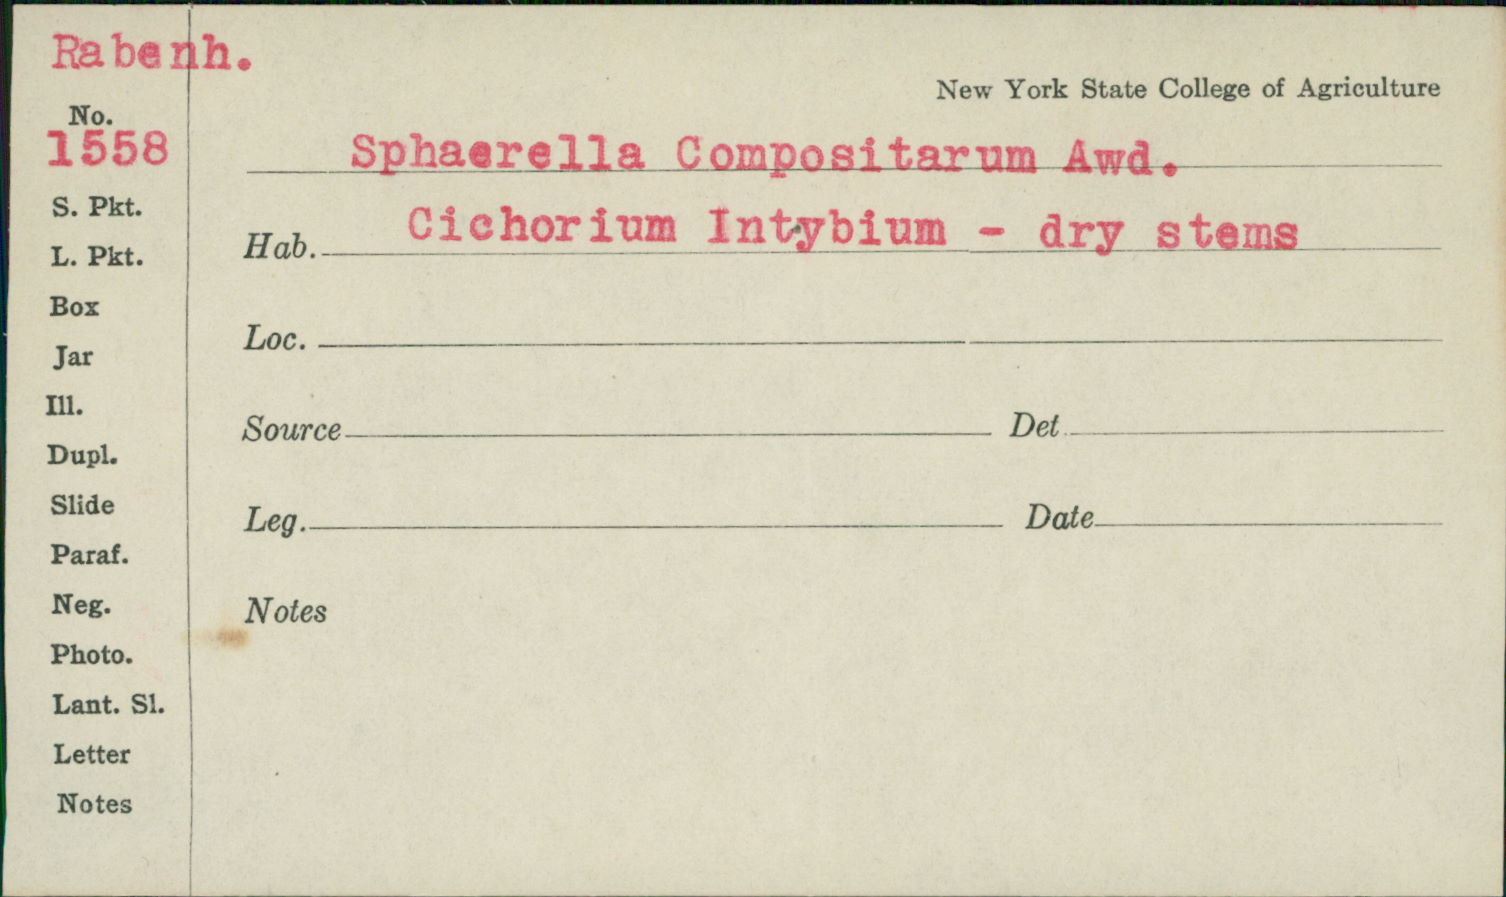 Rabenh.
New York State College of Agriculture
No.
1558
Sphaerella Compositarum Awd.
Hab. Cichorium Intybium - dry stems
Loc.
Source Det.
Leg. Date
Notes
S. Pkt.
L. Pkt.
Box
Jar
Ill.
Dupl.
Slide
Paraf.
Neg.
Photo.
Lant. Sl.
Letter
Notes